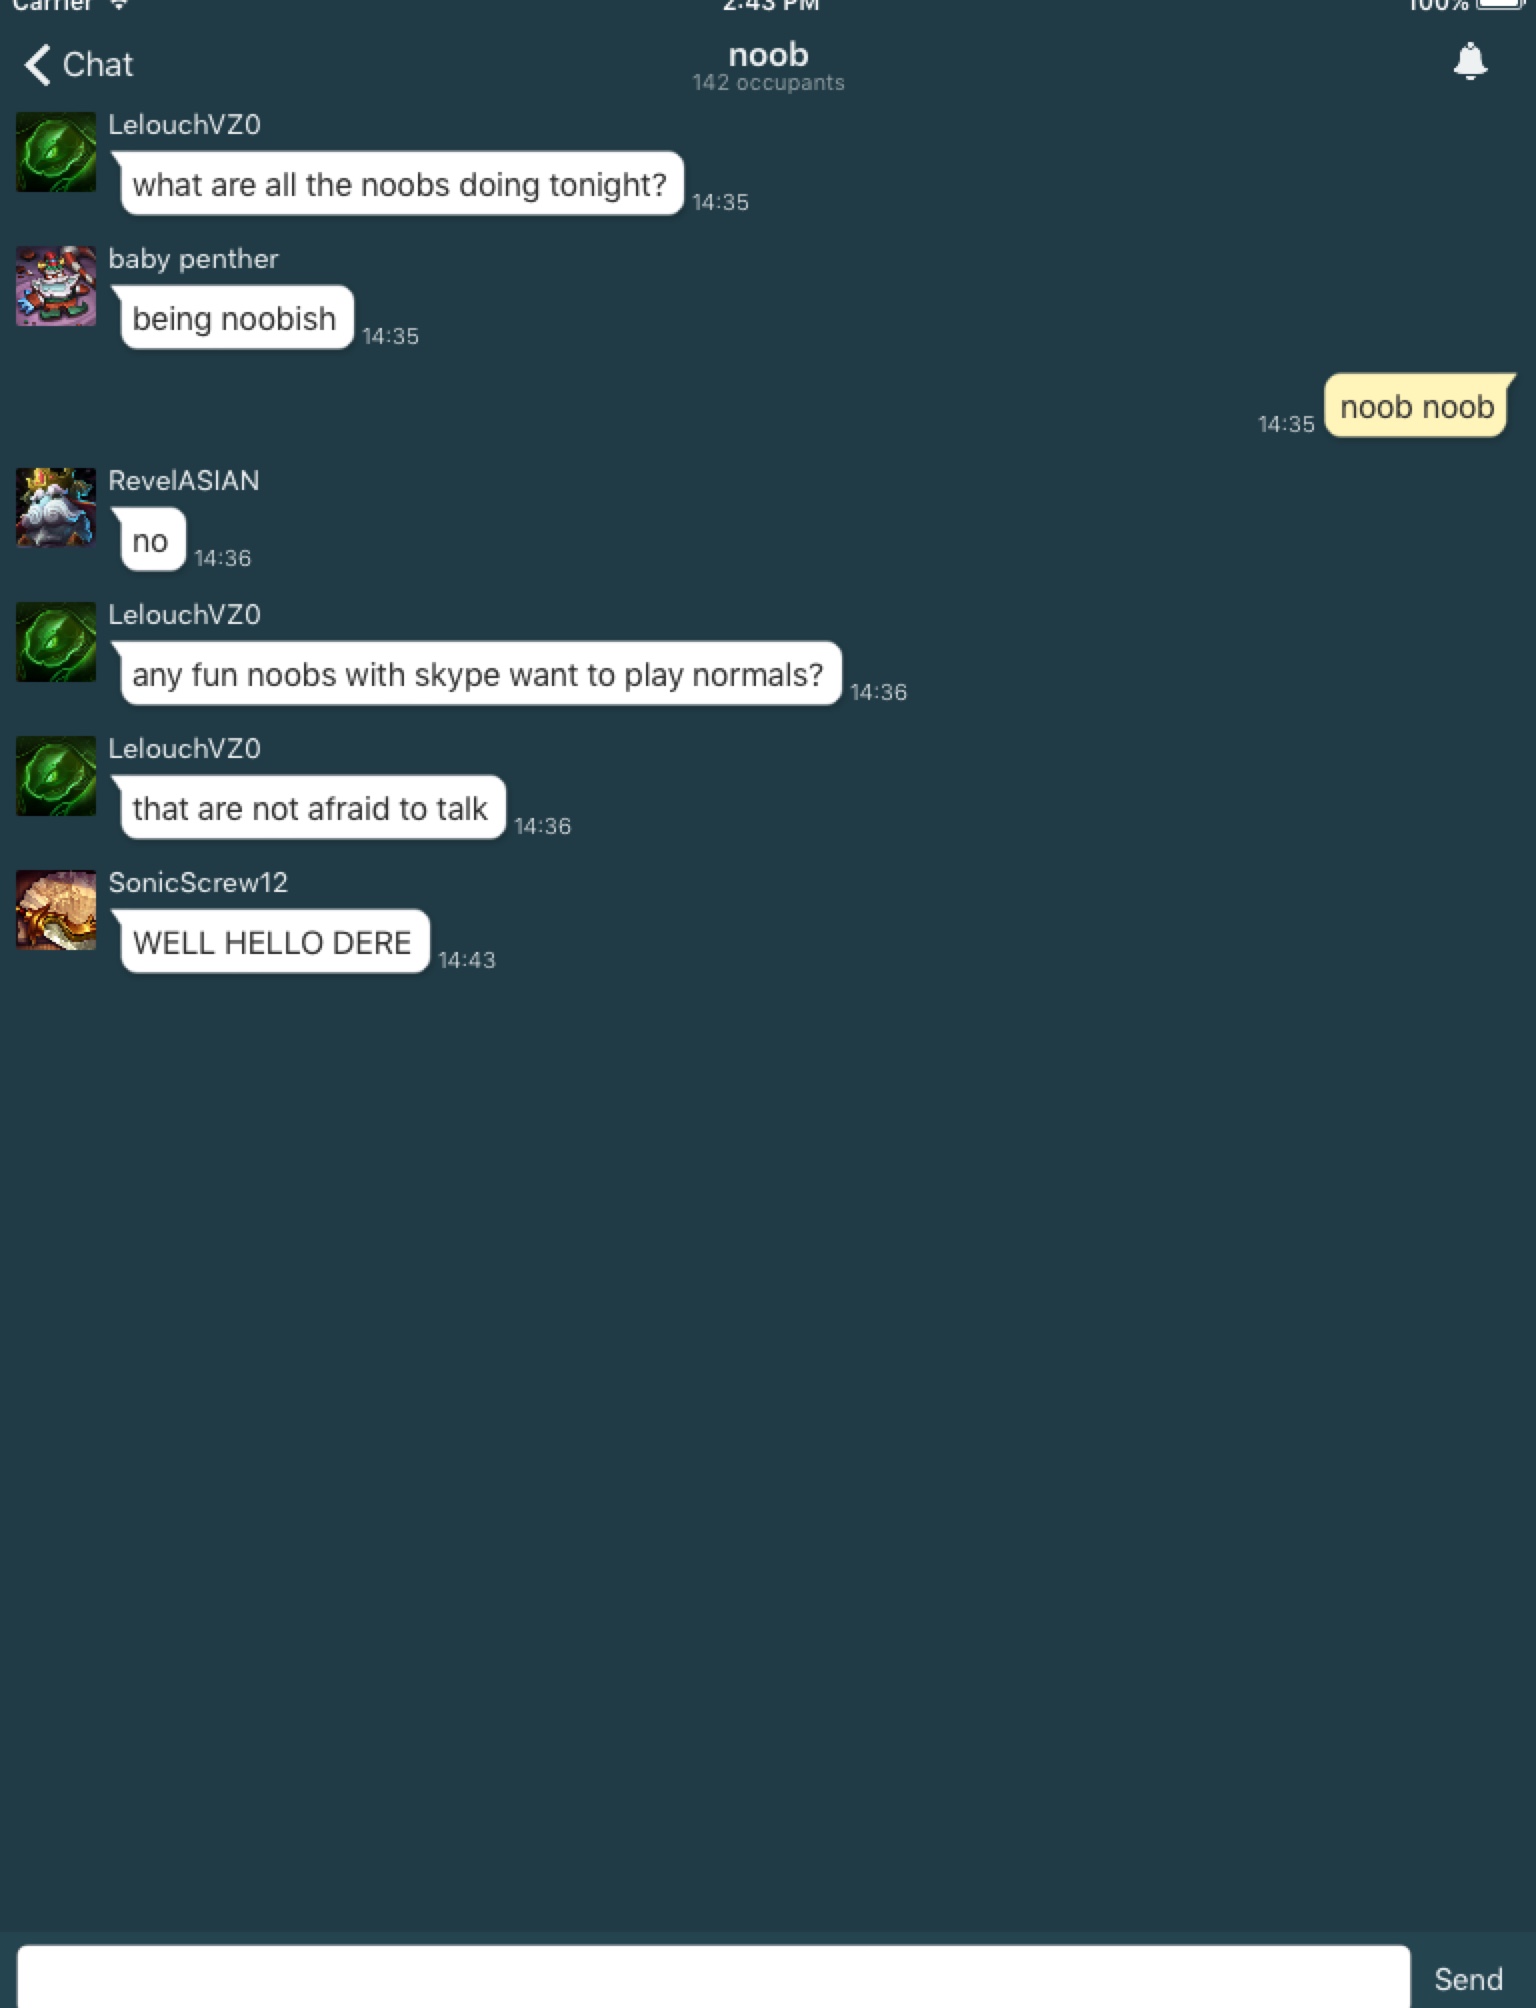 Carrier
2:43 PM
100%
Chat
noob
142 occupants
LelouchVZ0
what are all the noobs doing tonight?
14:35
baby penther
being noobish
14:35
14:35
noob noob
RevelASIAN
no
14:36
LelouchVZ0
any fun noobs with skype want to play normals?
14:36
LelouchVZ0
that are not afraid to talk
14:36
SonicScrew12
WELL HELLO DERE
14:43
Send